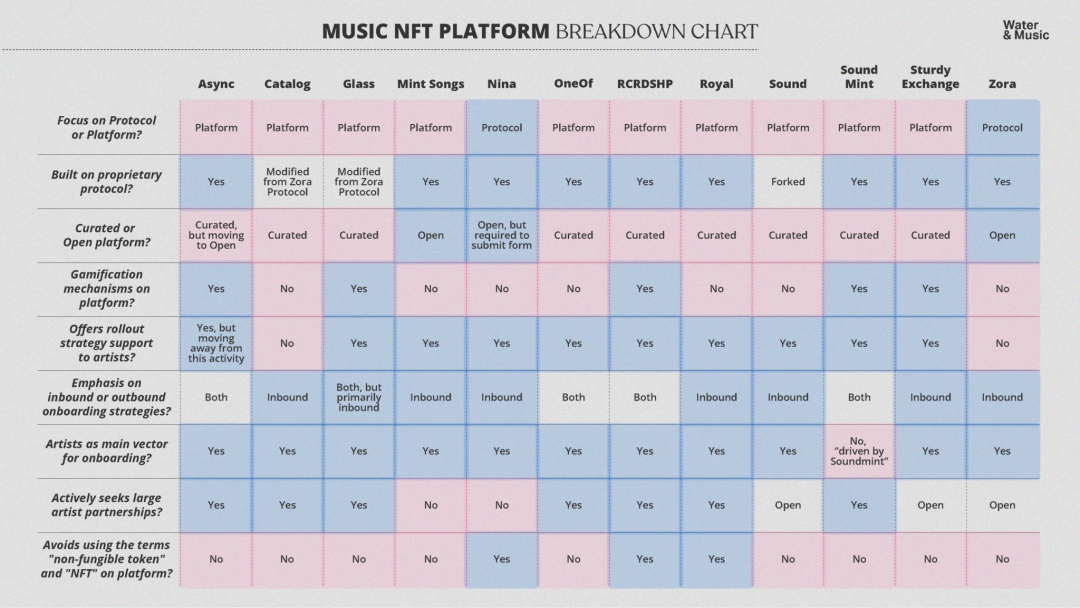 MUSIC NFT PLATFORM BREAKDOWN CHART
Water
& Music
Async Catalog Glass Mint Songs Nina OneOf RCRDSHP Royal Sound Sound Mint Sturdy Exchange Zora
Focus on Protocol
or Platform?
Platform Platform Platform Platform Protocol Platform Platform Platform Platform Platform Platform Protocol
Built on proprietary
protocol?
Yes
Modified
from Zora
Protocol
Modified
from Zora
Protocol
Yes Yes Yes Yes Yes Forked Yes Yes Yes
Curated or
Open platform?
Curated,
but moving
to Open
Curated Curated Open
Open, but
required to
submit form
Curated Curated Curated Curated Curated Curated Open
Gamification
mechanisms on
platform?
Yes No Yes No No No Yes No No Yes Yes No
Offers rollout
strategy support
to artists?
Yes, but
moving
away from
this activity
No Yes Yes Yes Yes Yes Yes Yes Yes Yes No
Emphasis on
inbound or outbound
onboarding strategies?
Both Inbound
Both, but
primarily
inbound
Inbound Inbound Both Both Inbound Inbound Both Inbound Inbound
Artists as main vector
for onboarding?
Yes Yes Yes Yes Yes Yes Yes Yes Yes
No,
"driven by
Soundmint"
Yes Yes
Actively seeks large
artist partnerships?
Yes Yes Yes No No Yes Yes Yes Open Yes Open Open
Avoids using the terms
"non-fungible token"
and "NFT" on platform?
No No No No Yes No Yes Yes No No No No